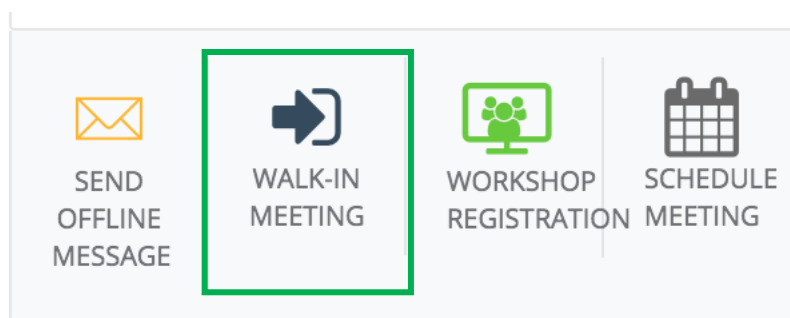 SEND
OFFLINE
MESSAGE
WALK-IN
MEETING
WORKSHOP
REGISTRATION
SCHEDULE
MEETING